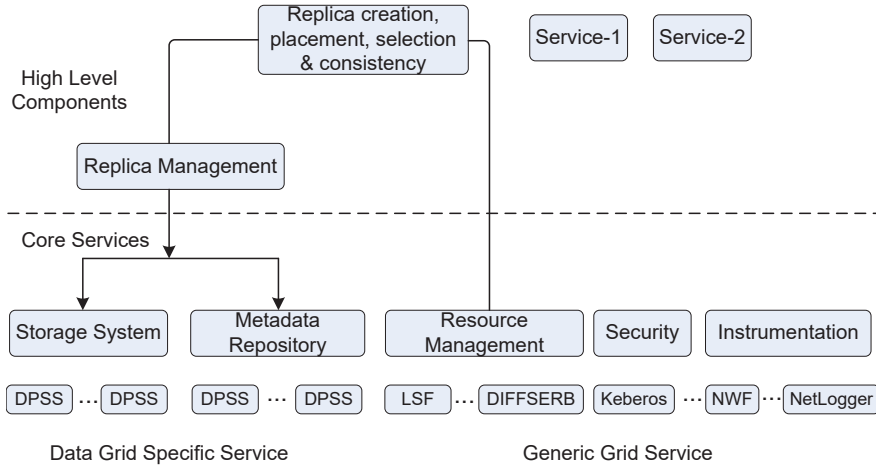 Replica creation,
placement, selection
& consistency
Service-1
Service-2
High Level
Components
Replica Management
Core Services
Storage System
Metadata
Repository
Resource
Management
Security
Instrumentation
DPSS ... DPSS
DPSS ... DPSS
LSF ... DIFFSERB
Keberos ... NWF ... NetLogger
Data Grid Specific Service
Generic Grid Service